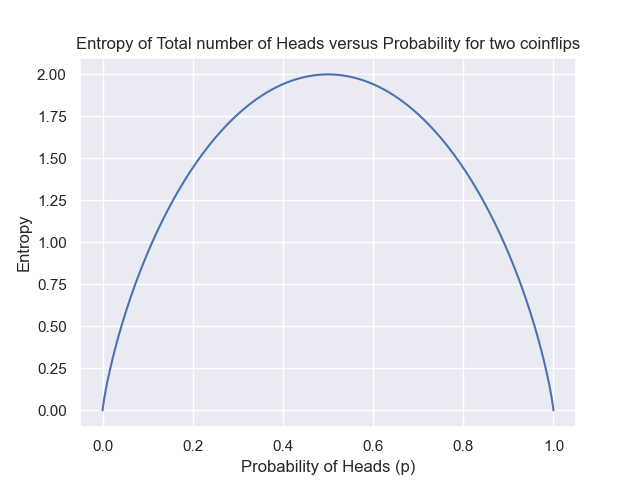 Entropy of Total number of Heads versus Probability for two coinflips
2.00
1.75
1.50
1.25
1.00
0.75
0.50
0.25
0.00
Entropy
0.0 0.2 0.4 0.6 0.8 1.0
Probability of Heads (p)